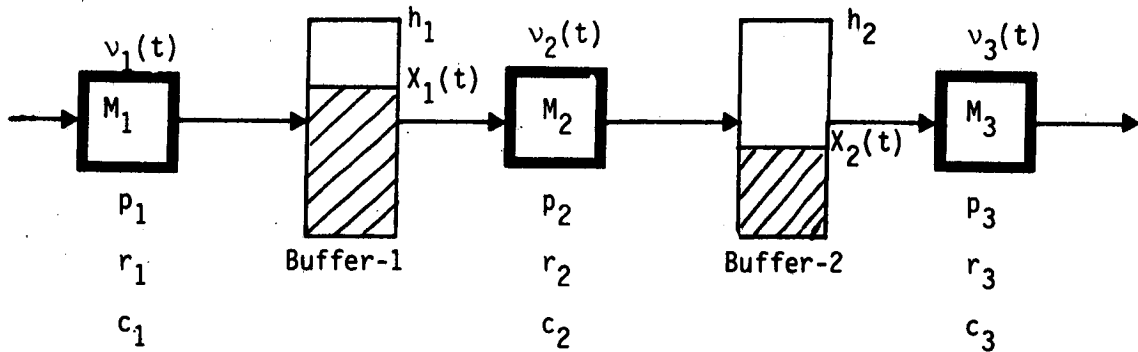 h₁
h₂
ν₁(t)
ν₂(t)
ν₃(t)
X₁(t)
M₁
M₂
M₃
X₂(t)
p₁
p₂
p₃
Buffer-1
Buffer-2
r₁
r₂
r₃
c₁
c₂
c₃